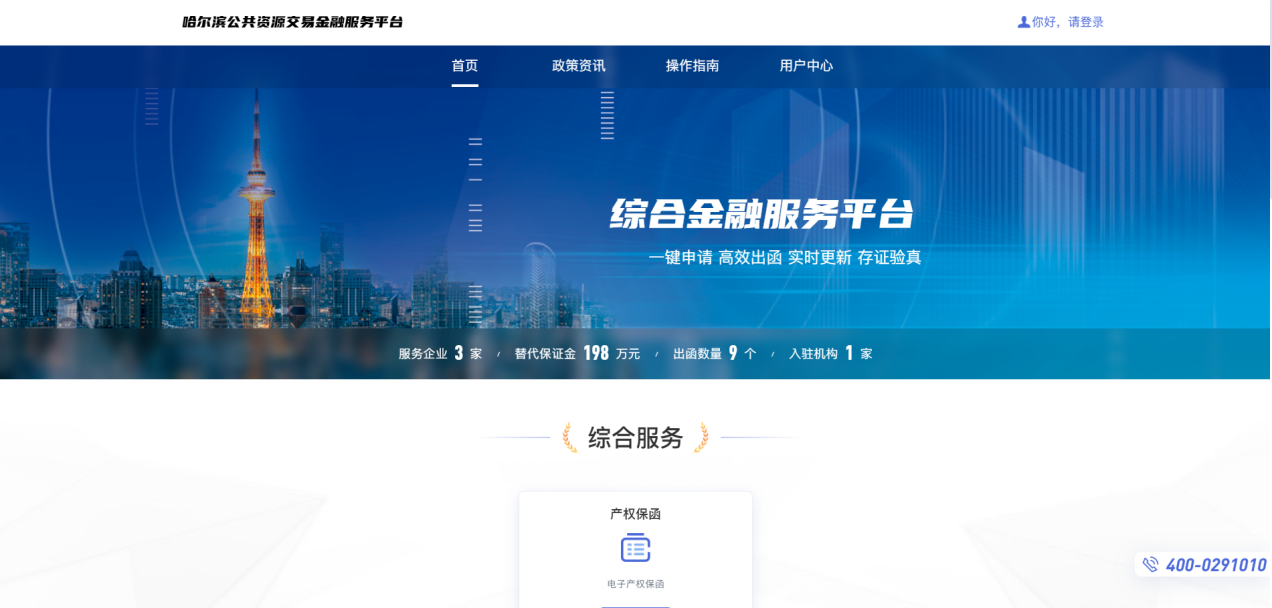 哈尔滨公共资源交易金融服务平台
你好，请登录
首页 政策资讯 操作指南 用户中心
综合金融服务平台
一键申请 高效出函 实时更新 存证验真
服务企业 3 家 / 替代保证金 198 万元 / 出函数量 9 个 / 入驻机构 1 家
综合服务
产权保函
电子产权保函
400-0291010